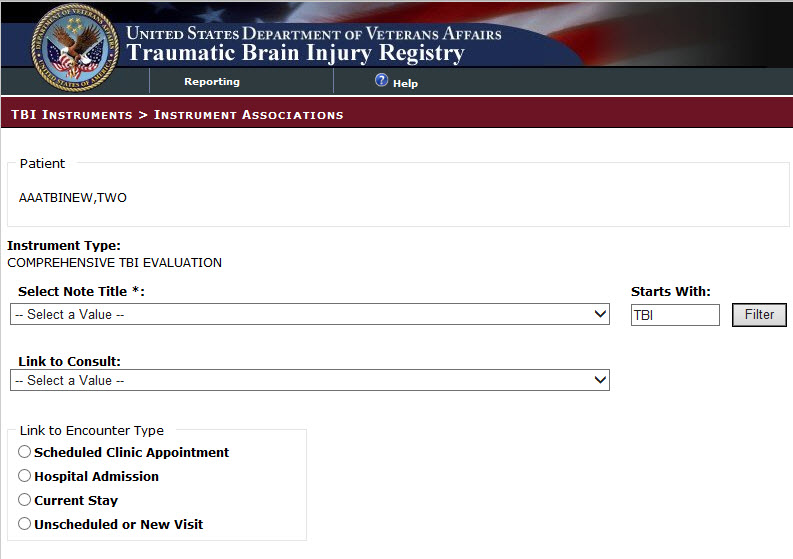 UNITED STATES DEPARTMENT OF VETERANS AFFAIRS
Traumatic Brain Injury Registry
Reporting
? Help
TBI INSTRUMENTS > INSTRUMENT ASSOCIATIONS
Patient
AAATBINEW,TWO
Instrument Type:
COMPREHENSIVE TBI EVALUATION
Select Note Title *: Starts With:
-- Select a Value -- TBI Filter
Link to Consult:
-- Select a Value --
Link to Encounter Type
Scheduled Clinic Appointment
Hospital Admission
Current Stay
Unscheduled or New Visit